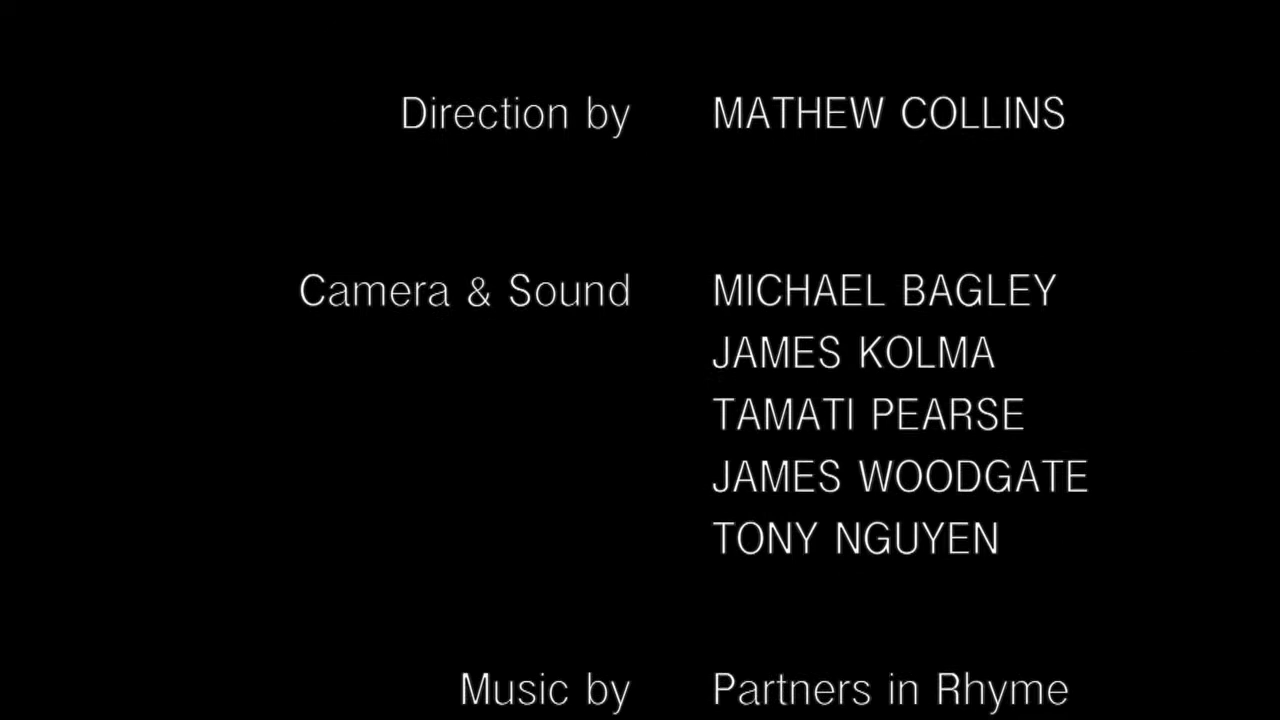 Direction by MATHEW COLLINS
Camera & Sound MICHAEL BAGLEY
JAMES KOLMA
TAMATI PEARSE
JAMES WOODGATE
TONY NGUYEN
Music by Partners in Rhyme